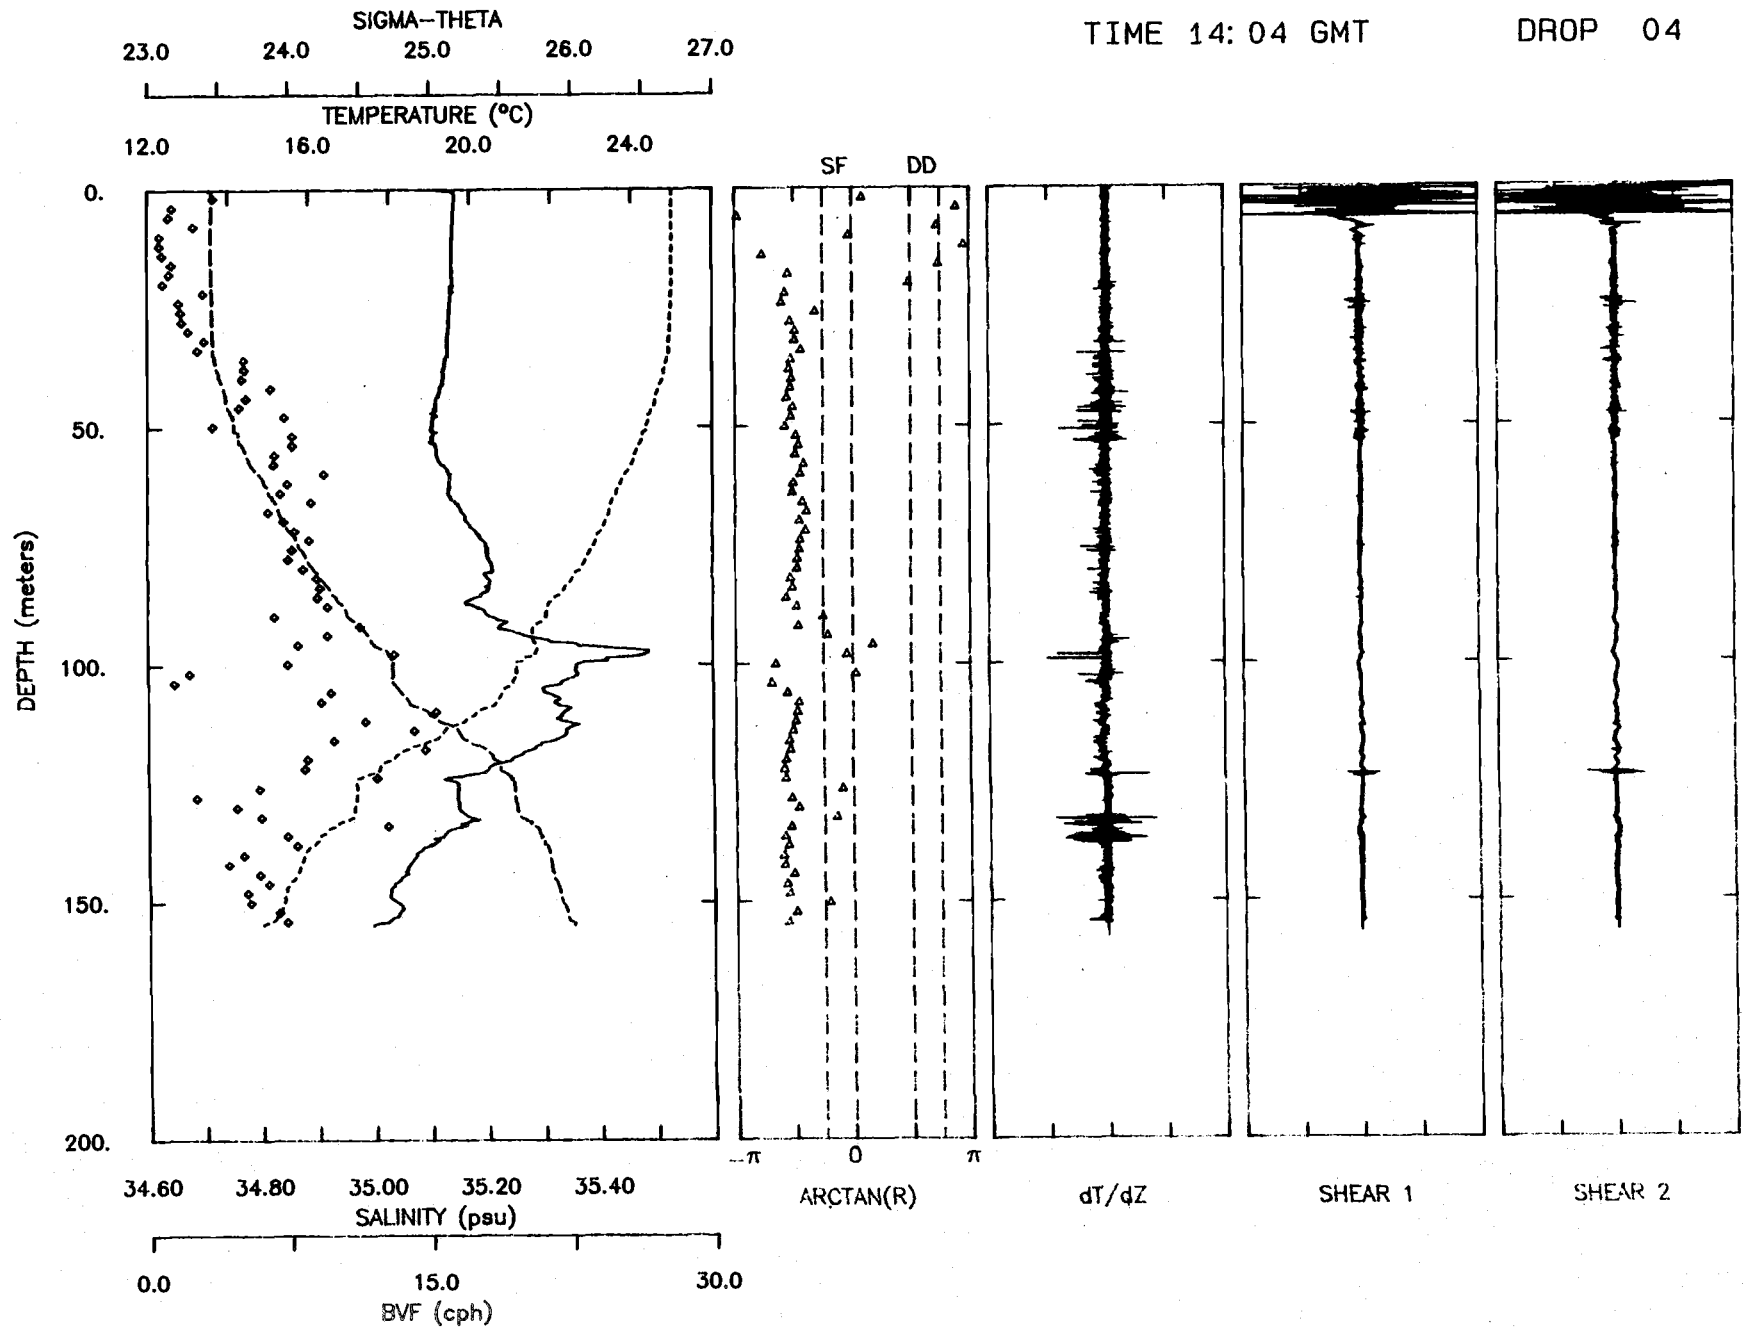 SIGMA-THETA
TIME 14:04 GMT DROP 04
23.0 24.0 25.0 26.0 27.0
TEMPERATURE (°C)
12.0 16.0 20.0 24.0
SF DD
0.
50.
100.
150.
200.
DEPTH (meters)
-π 0 π
34.60 34.80 35.00 35.20 35.40
SALINITY (psu)
ARCTAN(R) dT/dZ SHEAR 1 SHEAR 2
0.0 15.0 30.0
BVF (cph)